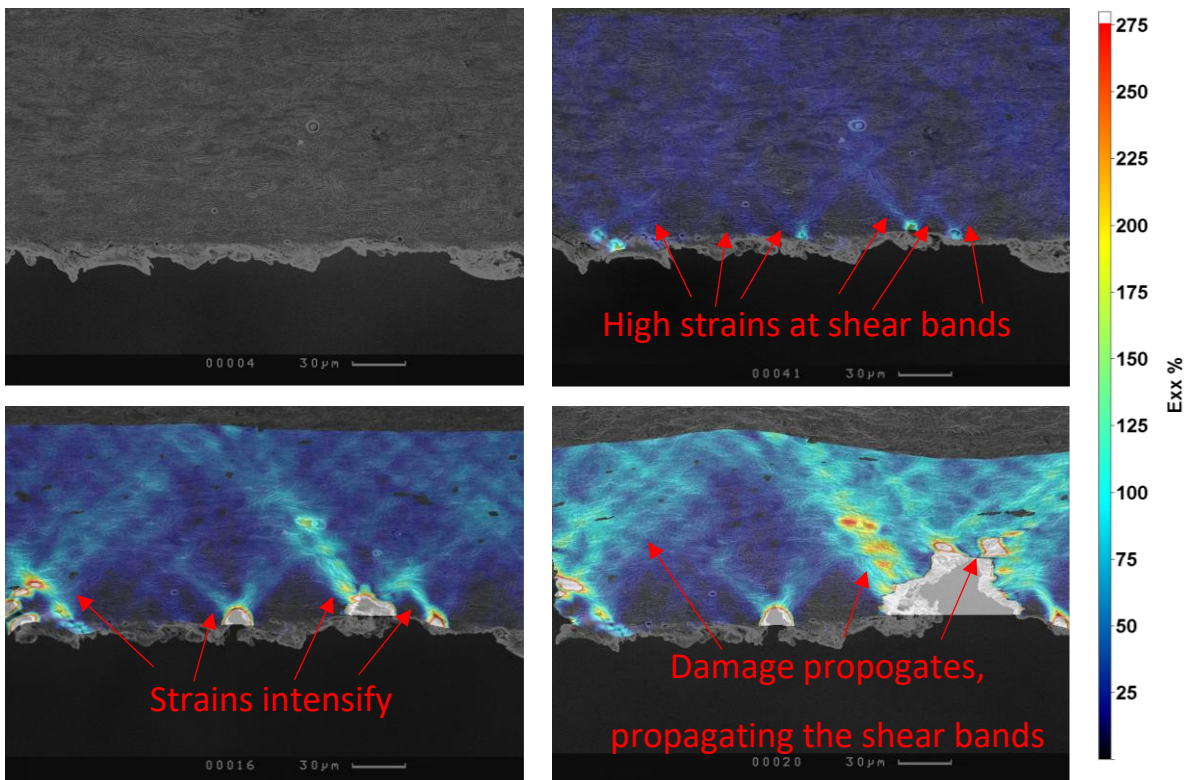 00004 30µm
High strains at shear bands
00041 30µm
Strains intensify
00016 30µm
Damage propogates,
propagating the shear bands
00020 30µm
275
250
225
200
175
150
125
100
75
50
25
Exx %